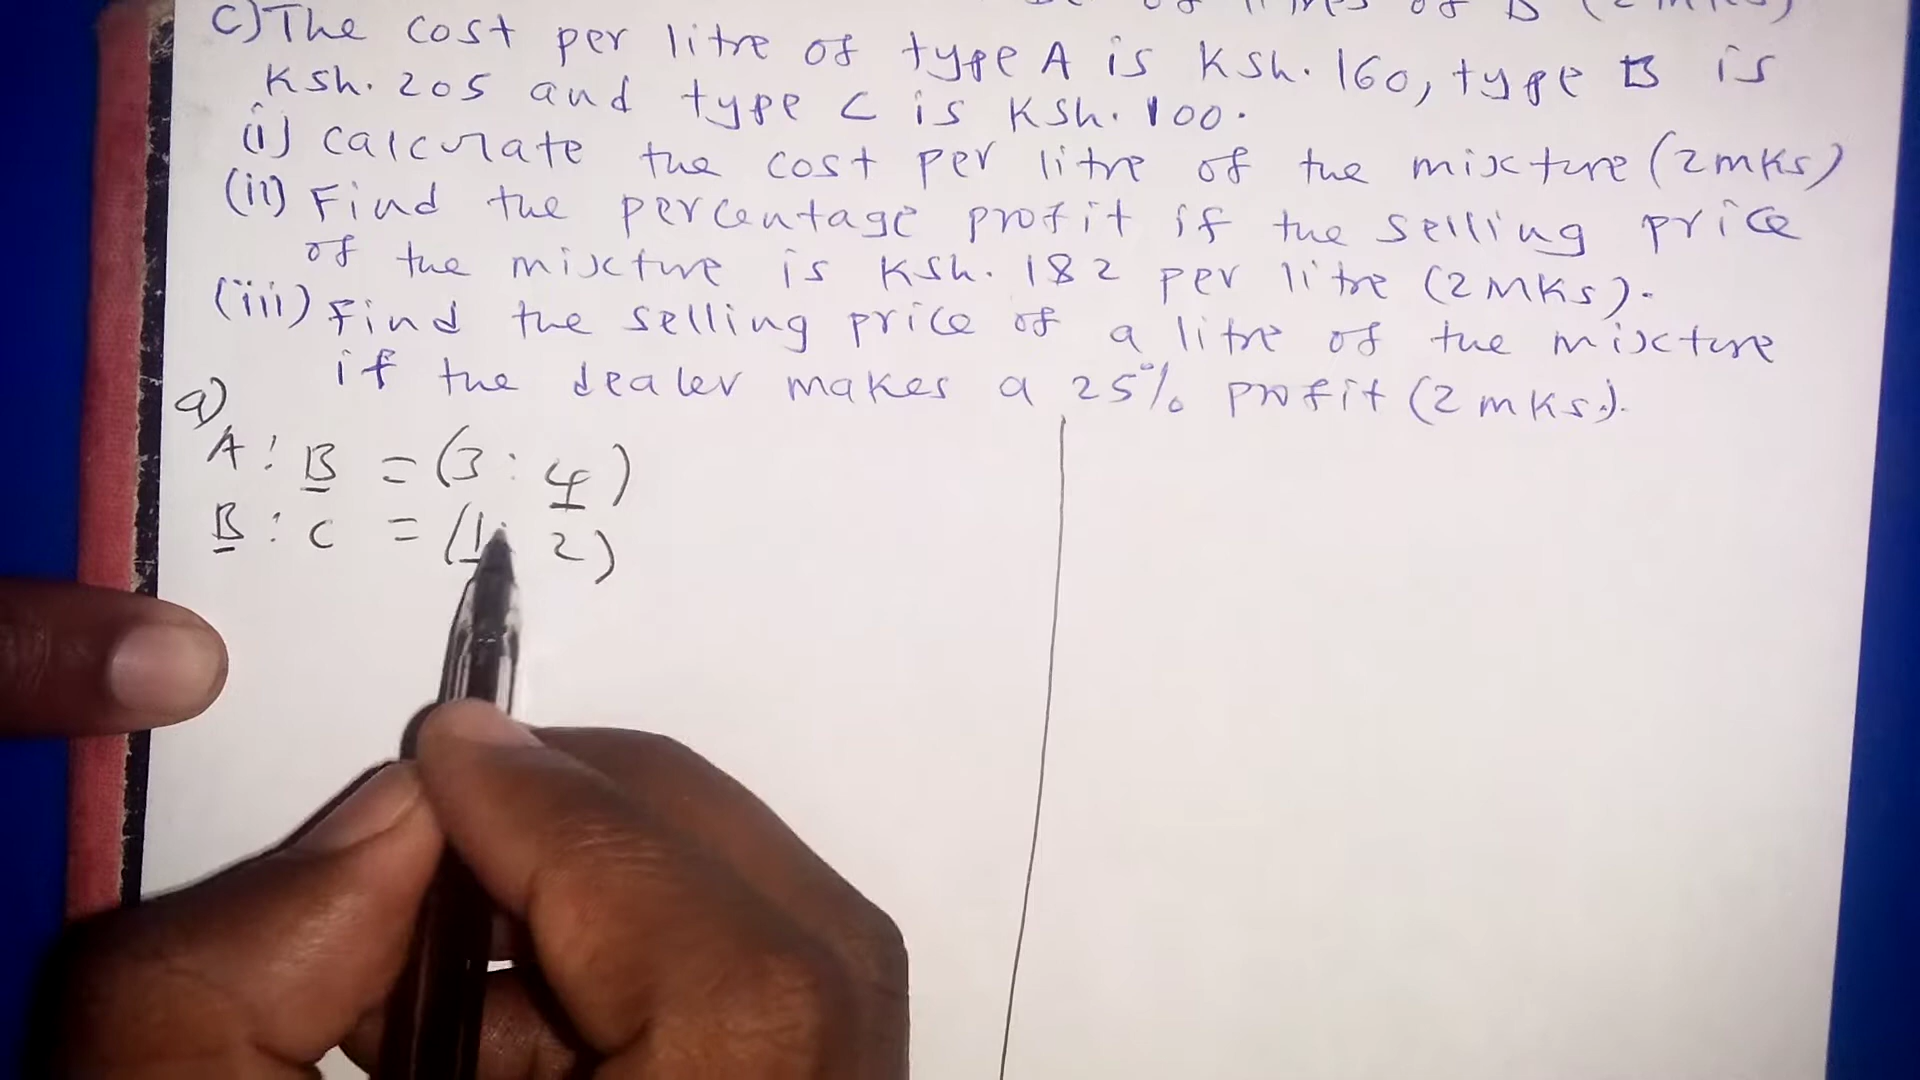 c) The cost per litre of type A is Ksh. 160, type B is
Ksh. 205 and type C is Ksh. 100.
(i) calculate the cost per litre of the mixture (2mks)
(ii) Find the percentage profit if the selling price
of the mixture is Ksh. 182 per litre (2mks).
(iii) Find the selling price of a litre of the mixture
if the dealer makes a 25% profit (2mks).
a)
A : B = (3 : 4)
B : C = (1 : 2)